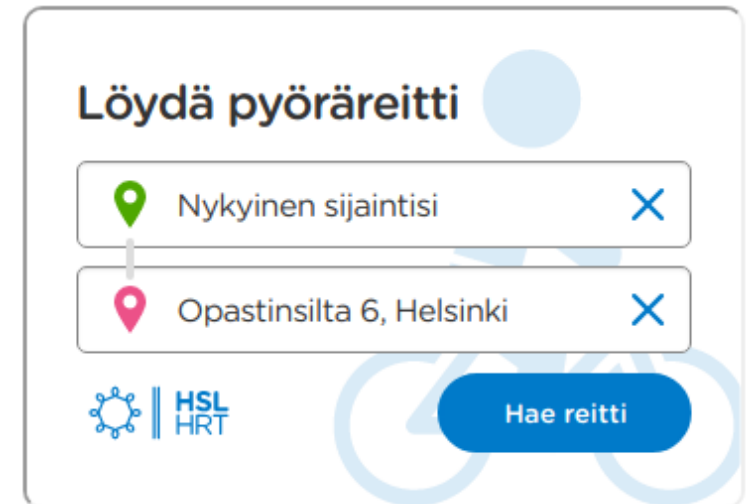 Löydä pyöräreitti
Nykyinen sijaintisi
Opastinsilta 6, Helsinki
HSL
HRT
Hae reitti